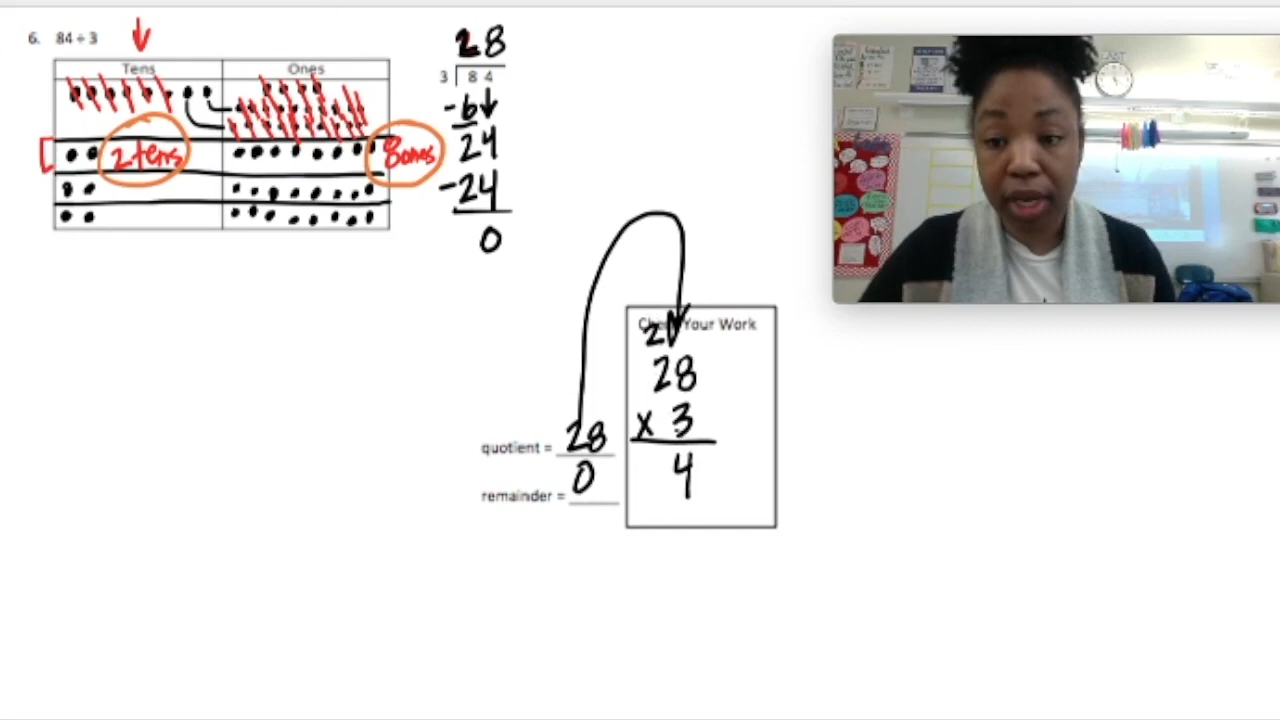 6. 84 ÷ 3
Tens Ones
2 tens 8 ones
28
3 8 4
-6
24
-24
0
Check Your Work
2
28
x 3
4
quotient = 28
remainder = 0